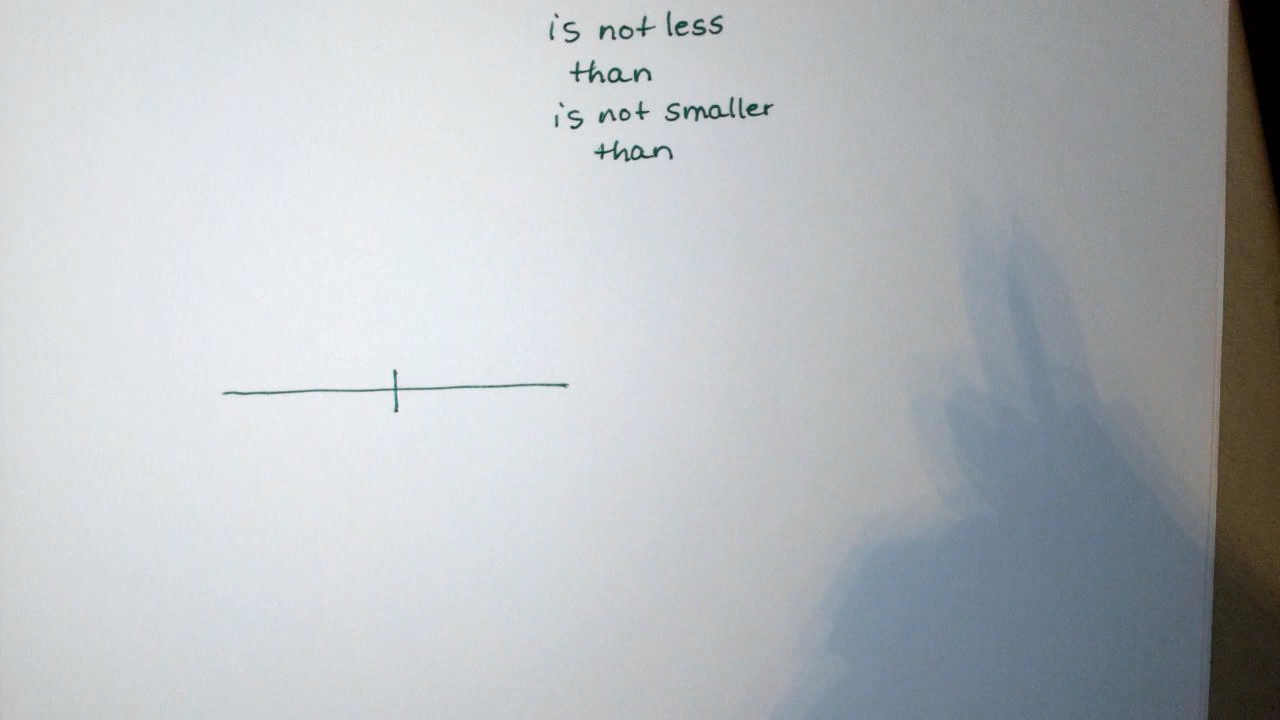 is not less
than
is not smaller
than